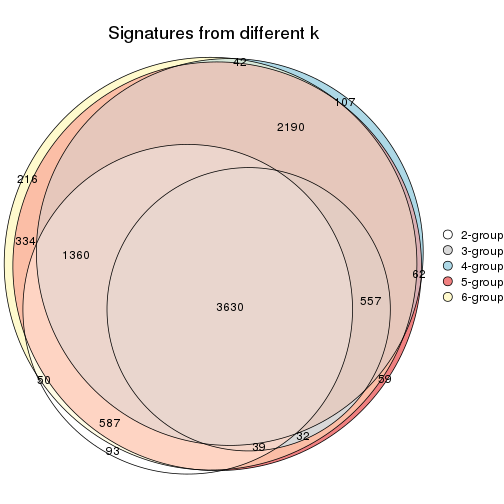 Signatures from different k
42
107
2190
216
334
1360
62
3630
557
50
59
587
32
39
93
2-group
3-group
4-group
5-group
6-group